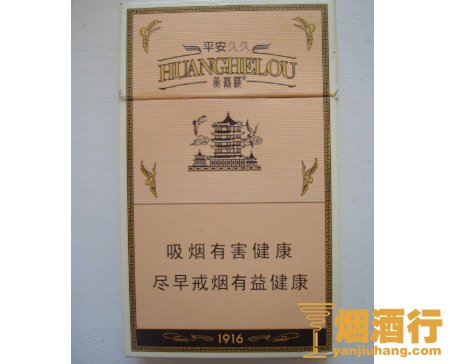 平安久久
HUANGHELOU
黄鹤楼
吸烟有害健康
尽早戒烟有益健康
1916
烟酒行
yanjiuhang.com